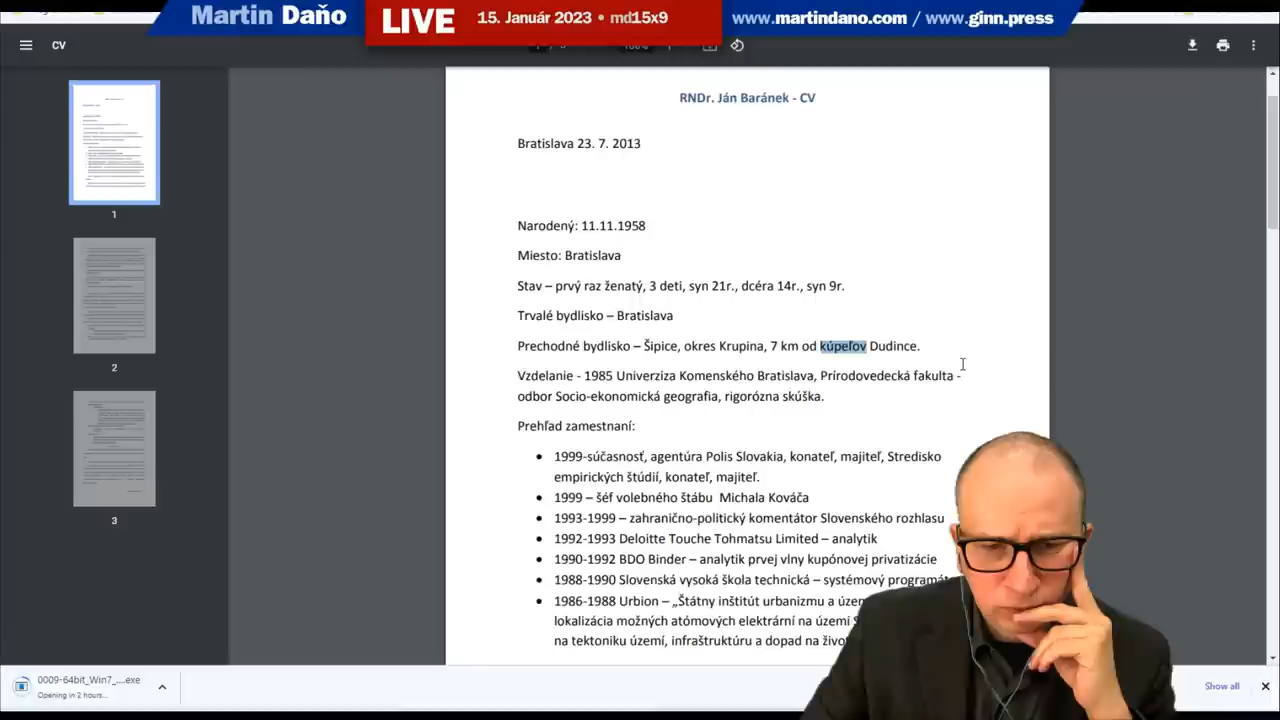 Martin Daňo
LIVE
15. Január 2023 • md15x9
www.martindano.com / www.ginn.press
CV
RNDr. Ján Baránek - CV
Bratislava 23. 7. 2013
Narodený: 11.11.1958
Miesto: Bratislava
Stav – prvý raz ženatý, 3 deti, syn 21r., dcéra 14r., syn 9r.
Trvalé bydlisko – Bratislava
Prechodné bydlisko – Šipice, okres Krupina, 7 km od kúpeľov Dudince.
Vzdelanie - 1985 Univerziza Komenského Bratislava, Prírodovedecká fakulta -
odbor Socio-ekonomická geografia, rigorózna skúška.
Prehľad zamestnaní:
• 1999-súčasnosť, agentúra Polis Slovakia, konateľ, majiteľ, Stredisko
empirických štúdií, konateľ, majiteľ.
• 1999 – šéf volebného štábu Michala Kováča
• 1993-1999 – zahranično-politický komentátor Slovenského rozhlasu
• 1992-1993 Deloitte Touche Tohmatsu Limited – analytik
• 1990-1992 BDO Binder – analytik prvej vlny kupónovej privatizácie
• 1988-1990 Slovenská vysoká škola technická – systémový
• 1986-1988 Urbion – „Štátny inštitút urbanizmu a
lokalizácia možných atómových elektrární na území
na tektoniku území, infraštruktúru a dopad na
1
2
3
0009-64bit_Win7_....exe
Opening in 2 hours...
Show all